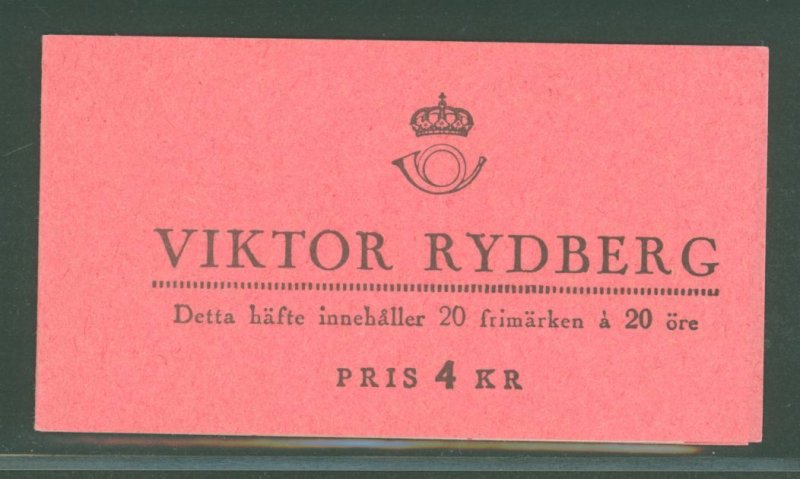 VIKTOR RYDBERG
Detta häfte innehåller 20 frimärken à 20 öre
PRIS 4 KR